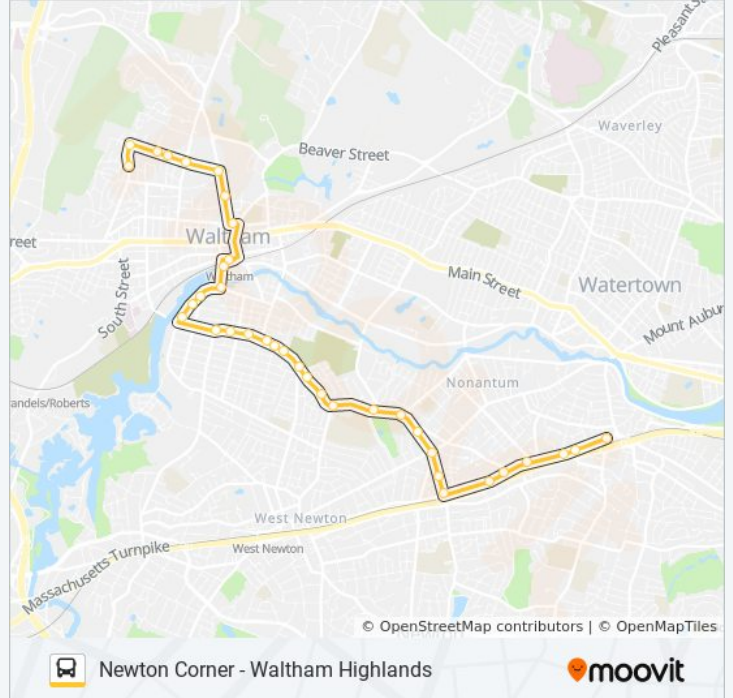 Pleasant S
Waverley
Beaver Street
Waltham
reet
Waltham
Main Street
Watertown
South Street
Mount Aubur
randeis/Roberts
Nonantum
West Newton
West Newton
Massachusetts Turnpike
© OpenStreetMap contributors | © OpenMapTiles
Newton Corner - Waltham Highlands
moovit